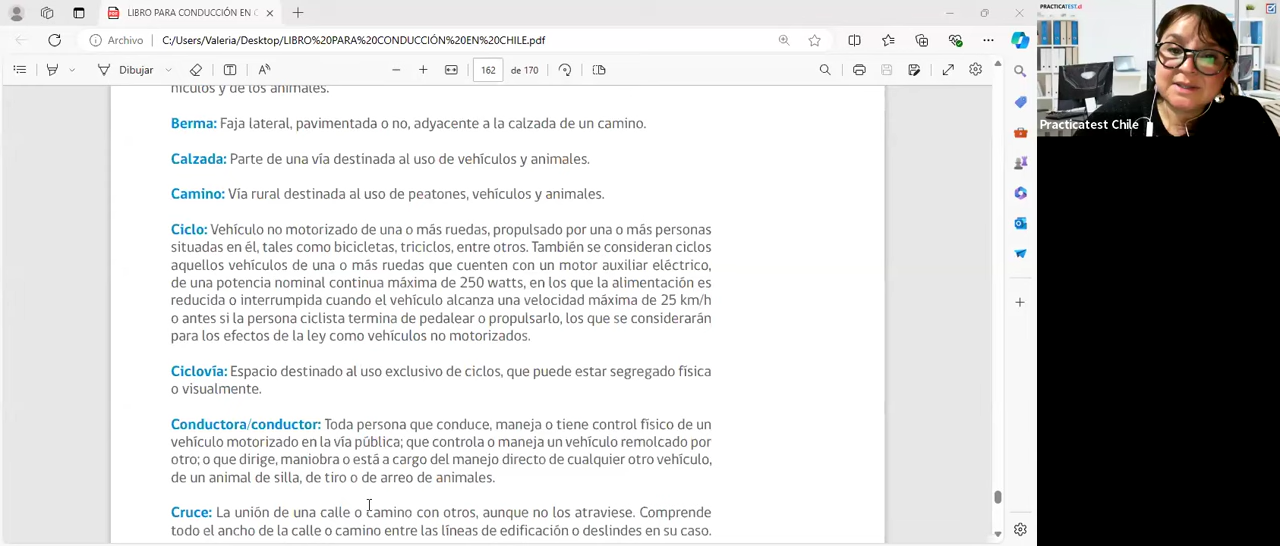 LIBRO PARA CONDUCCIÓN EN C
Archivo
C:/Users/Valeria/Desktop/LIBRO%20PARA%20CONDUCCIÓN%20EN%20CHILE.pdf
Dibujar
162 de 170
hículos y de los animales.
Berma: Faja lateral, pavimentada o no, adyacente a la calzada de un camino.
Calzada: Parte de una vía destinada al uso de vehículos y animales.
Camino: Vía rural destinada al uso de peatones, vehículos y animales.
Ciclo: Vehículo no motorizado de una o más ruedas, propulsado por una o más personas
situadas en él, tales como bicicletas, triciclos, entre otros. También se consideran ciclos
aquellos vehículos de una o más ruedas que cuenten con un motor auxiliar eléctrico,
de una potencia nominal continua máxima de 250 watts, en los que la alimentación es
reducida o interrumpida cuando el vehículo alcanza una velocidad máxima de 25 km/h
o antes si la persona ciclista termina de pedalear o propulsarlo, los que se considerarán
para los efectos de la ley como vehículos no motorizados.
Ciclovía: Espacio destinado al uso exclusivo de ciclos, que puede estar segregado física
o visualmente.
Conductora/conductor: Toda persona que conduce, maneja o tiene control físico de un
vehículo motorizado en la vía pública; que controla o maneja un vehículo remolcado por
otro; o que dirige, maniobra o está a cargo del manejo directo de cualquier otro vehículo,
de un animal de silla, de tiro o de arreo de animales.
Cruce: La unión de una calle o camino con otros, aunque no los atraviese. Comprende
todo el ancho de la calle o camino entre las líneas de edificación o deslindes en su caso.
PRACTICATEST.cl
Practicatest Chile